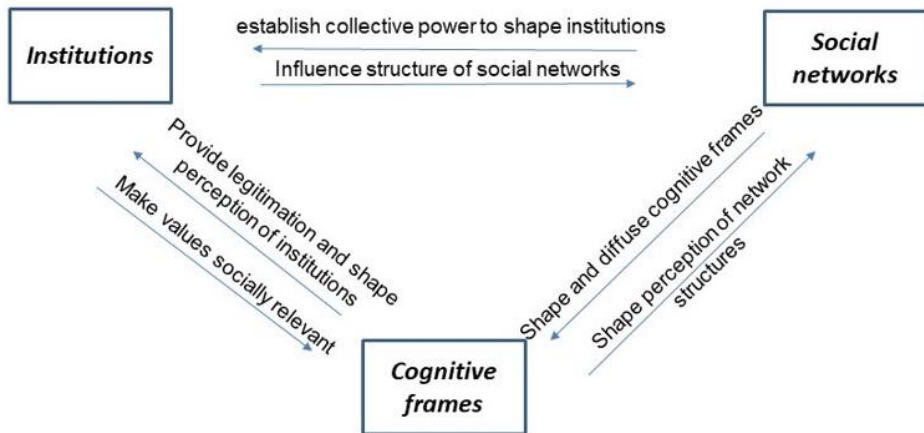 establish collective power to shape institutions
Institutions
Social
networks
Influence structure of social networks
Provide legitimation and shape
perception of institutions
Make values socially relevant
Shape and diffuse cognitive frames
Shape perception of network
structures
Cognitive
frames